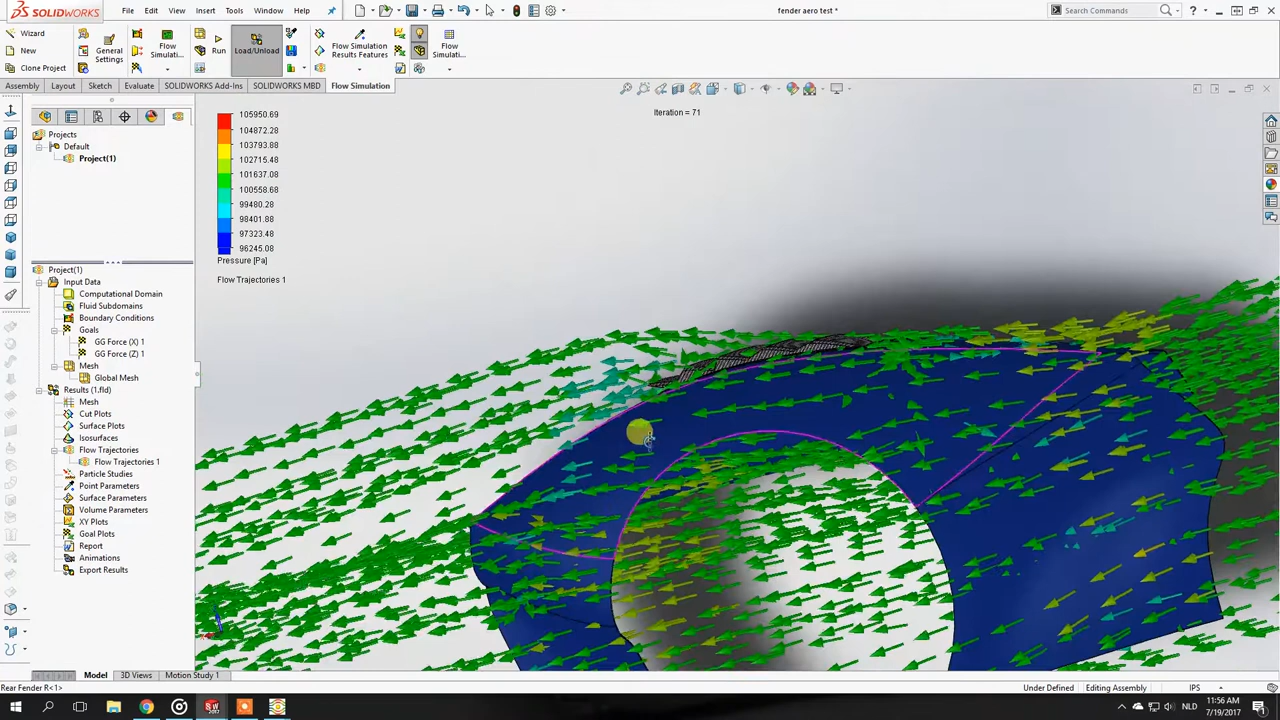 SOLIDWORKS
File
Edit
View
Insert
Tools
Window
Help
fender aero test *
Search Commands
Wizard
New
Clone Project
General
Settings
Flow
Simulati...
Run
Load/Unload
Flow Simulation
Results Features
Flow
Simulati...
Assembly
Layout
Sketch
Evaluate
SOLIDWORKS Add-Ins
SOLIDWORKS MBD
Flow Simulation
Projects
Default
Project(1)
Project(1)
Input Data
Computational Domain
Fluid Subdomains
Boundary Conditions
Goals
GG Force (X) 1
GG Force (Z) 1
Mesh
Global Mesh
Results (1.fld)
Mesh
Cut Plots
Surface Plots
Isosurfaces
Flow Trajectories
Flow Trajectories 1
Particle Studies
Point Parameters
Surface Parameters
Volume Parameters
XY Plots
Goal Plots
Report
Animations
Export Results
105950.69
104872.28
103793.88
102715.48
101637.08
100558.68
99480.28
98401.88
97323.48
96245.08
Pressure [Pa]
Flow Trajectories 1
Iteration = 71
Model
3D Views
Motion Study 1
Rear Fender R<1>
Under Defined
Editing Assembly
IPS
NLD
11:56 AM
7/19/2017